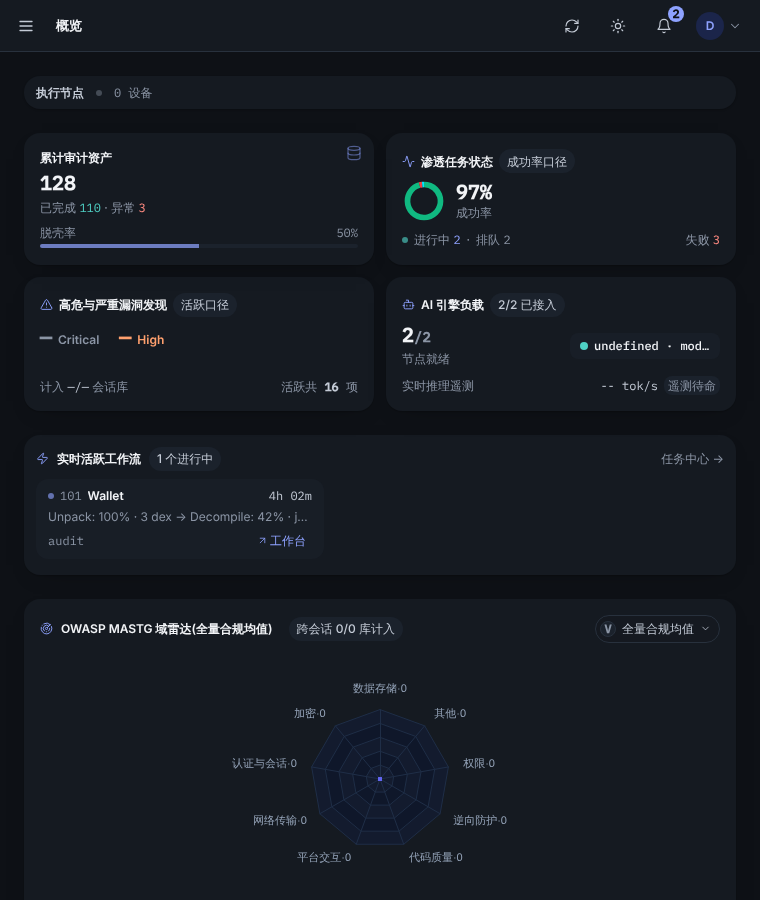 概览
2
D
执行节点 0 设备
累计审计资产
128
已完成 110 · 异常 3
脱壳率 50%
渗透任务状态 成功率口径
97%
成功率
进行中 2 · 排队 2 失败 3
高危与严重漏洞发现 活跃口径
Critical High
计入 —/— 会话库 活跃共 16 项
AI 引擎负载 2/2 已接入
2/2
节点就绪
undefined · mod…
实时推理遥测 -- tok/s 遥测待命
实时活跃工作流 1 个进行中 任务中心 →
101 Wallet 4h 02m
Unpack: 100% · 3 dex → Decompile: 42% · j…
audit 工作台
OWASP MASTG 域雷达(全量合规均值) 跨会话 0/0 库计入 V 全量合规均值
数据存储·0
加密·0 其他·0
认证与会话·0 权限·0
网络传输·0 逆向防护·0
平台交互·0 代码质量·0